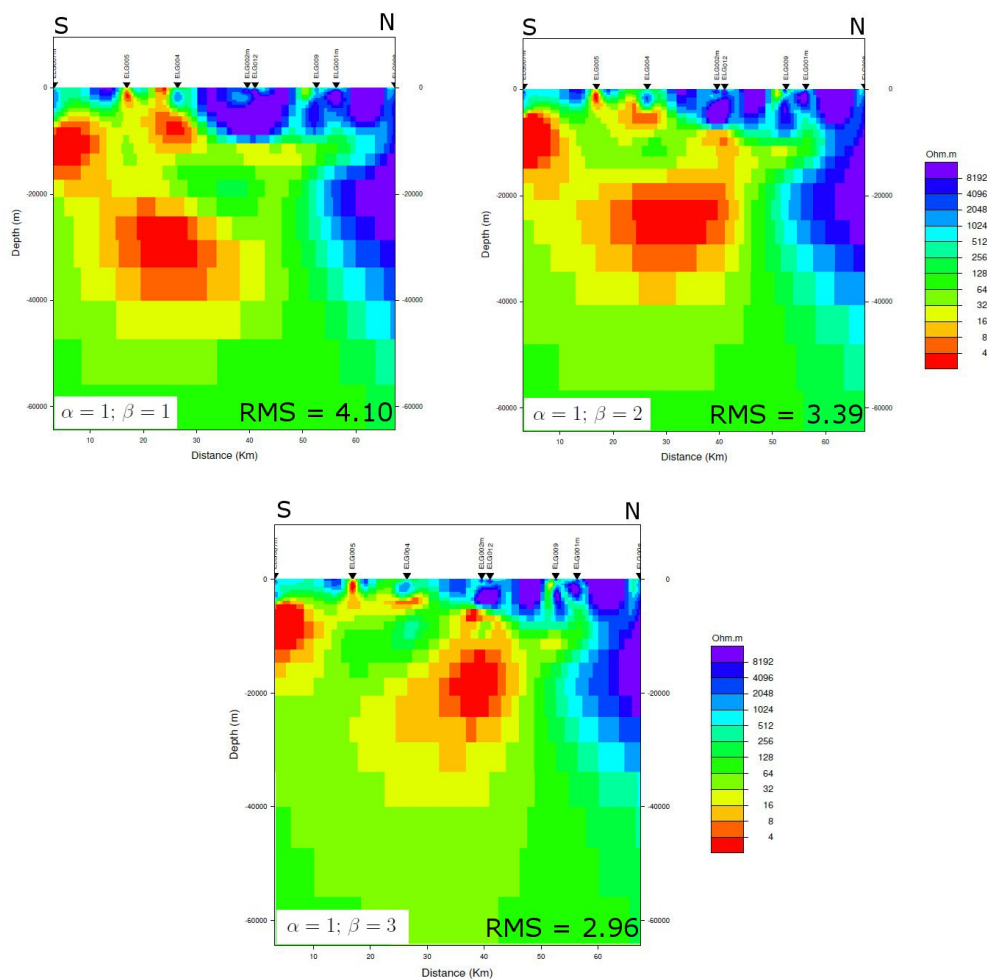 S N
ELG005
ELG004
ELG002m
ELG012
ELG009
ELG001m
0 0
-20000 -20000
-40000 -40000
-60000 -60000
Depth (m)
α = 1; β = 1
RMS = 4.10
10 20 30 40 50 60
Distance (Km)
S N
ELG005
ELG004
ELG002m
ELG012
ELG009
ELG001m
0 0
-20000 -20000
-40000 -40000
-60000 -60000
Depth (m)
α = 1; β = 2
RMS = 3.39
10 20 30 40 50 60
Distance (Km)
Ohm.m
8192
4096
2048
1024
512
256
128
64
32
16
8
4
S N
ELG005
ELG004
ELG002m
ELG012
ELG009
ELG001m
0 0
-20000 -20000
-40000 -40000
-60000 -60000
Depth (m)
α = 1; β = 3
RMS = 2.96
10 20 30 40 50 60
Distance (Km)
Ohm.m
8192
4096
2048
1024
512
256
128
64
32
16
8
4